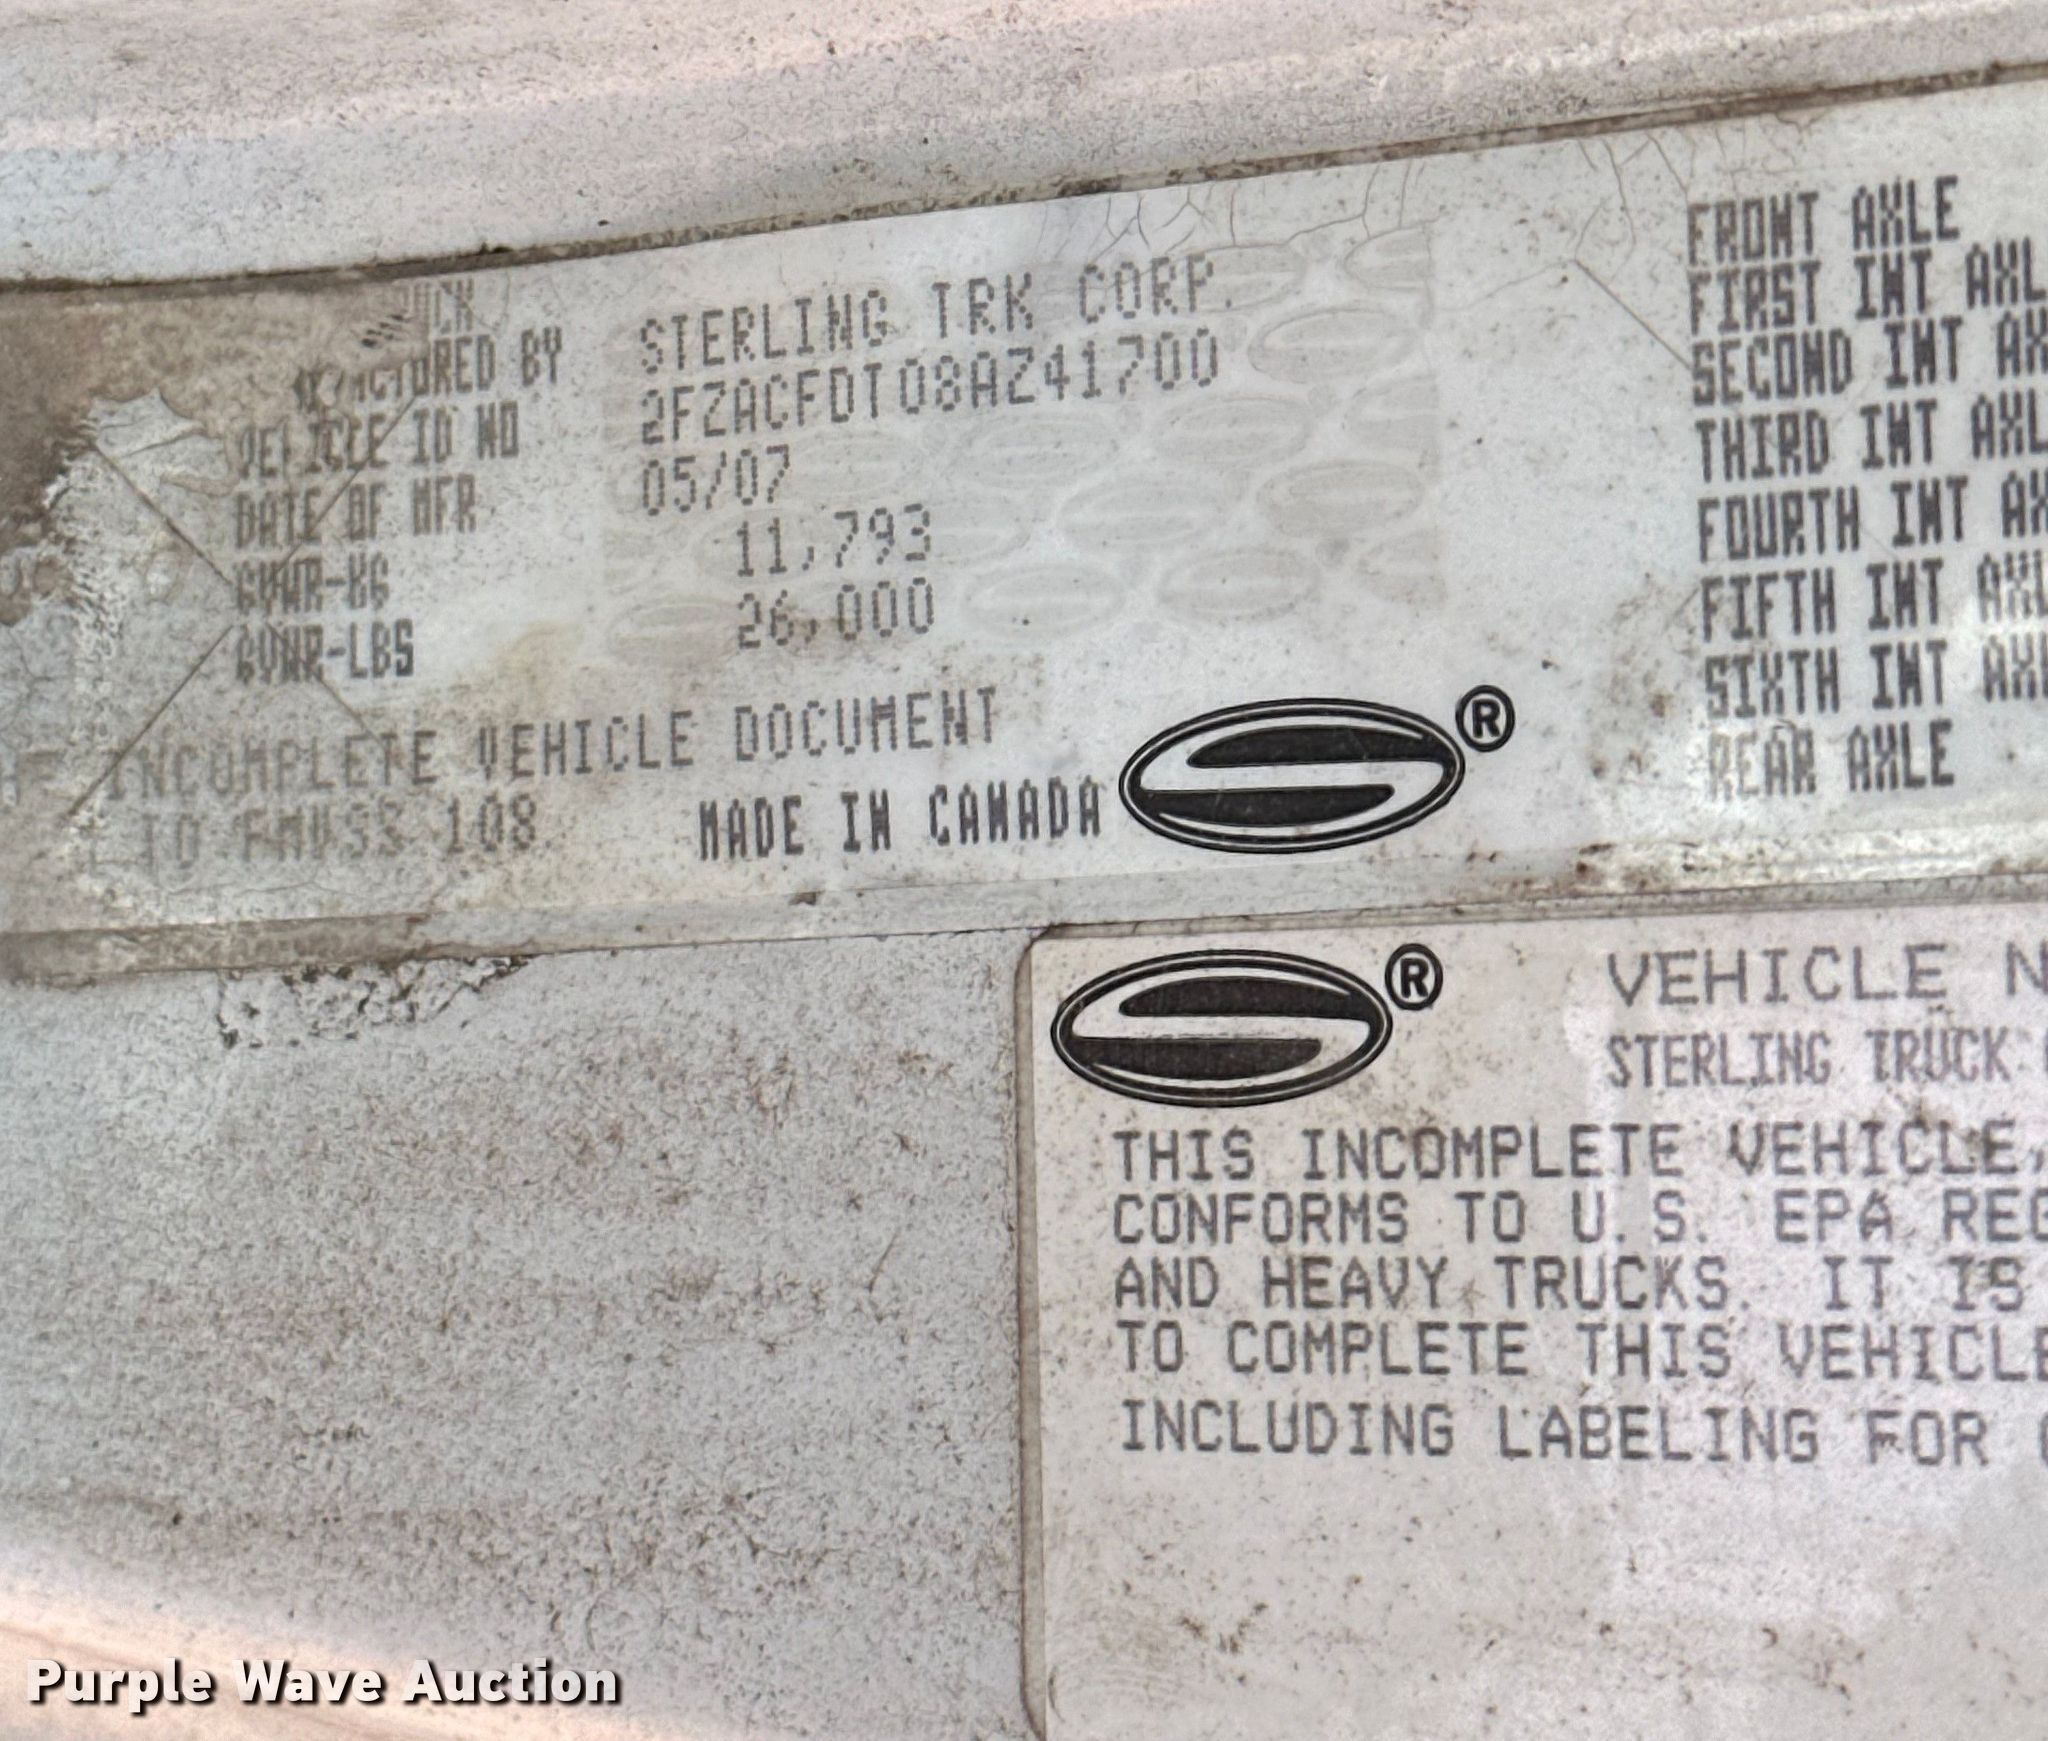 STERLING TRK CORP.
BY 2FZACFDT08AZ41700
VEHICLE ID NO
DATE OF MFR 05/07
GVWR-KG 11,793
GVWR-LBS 26,000
INCOMPLETE VEHICLE DOCUMENT
TO FMVSS 108 MADE IN CANADA ®
FRONT AXLE
FIRST INT AXL
SECOND INT AX
THIRD INT AXL
FOURTH INT AX
FIFTH INT AXL
SIXTH INT AXL
REAR AXLE
® VEHICLE N
STERLING TRUCK
THIS INCOMPLETE VEHICLE,
CONFORMS TO U.S. EPA REG
AND HEAVY TRUCKS. IT IS
TO COMPLETE THIS VEHICLE
INCLUDING LABELING FOR
Purple Wave Auction